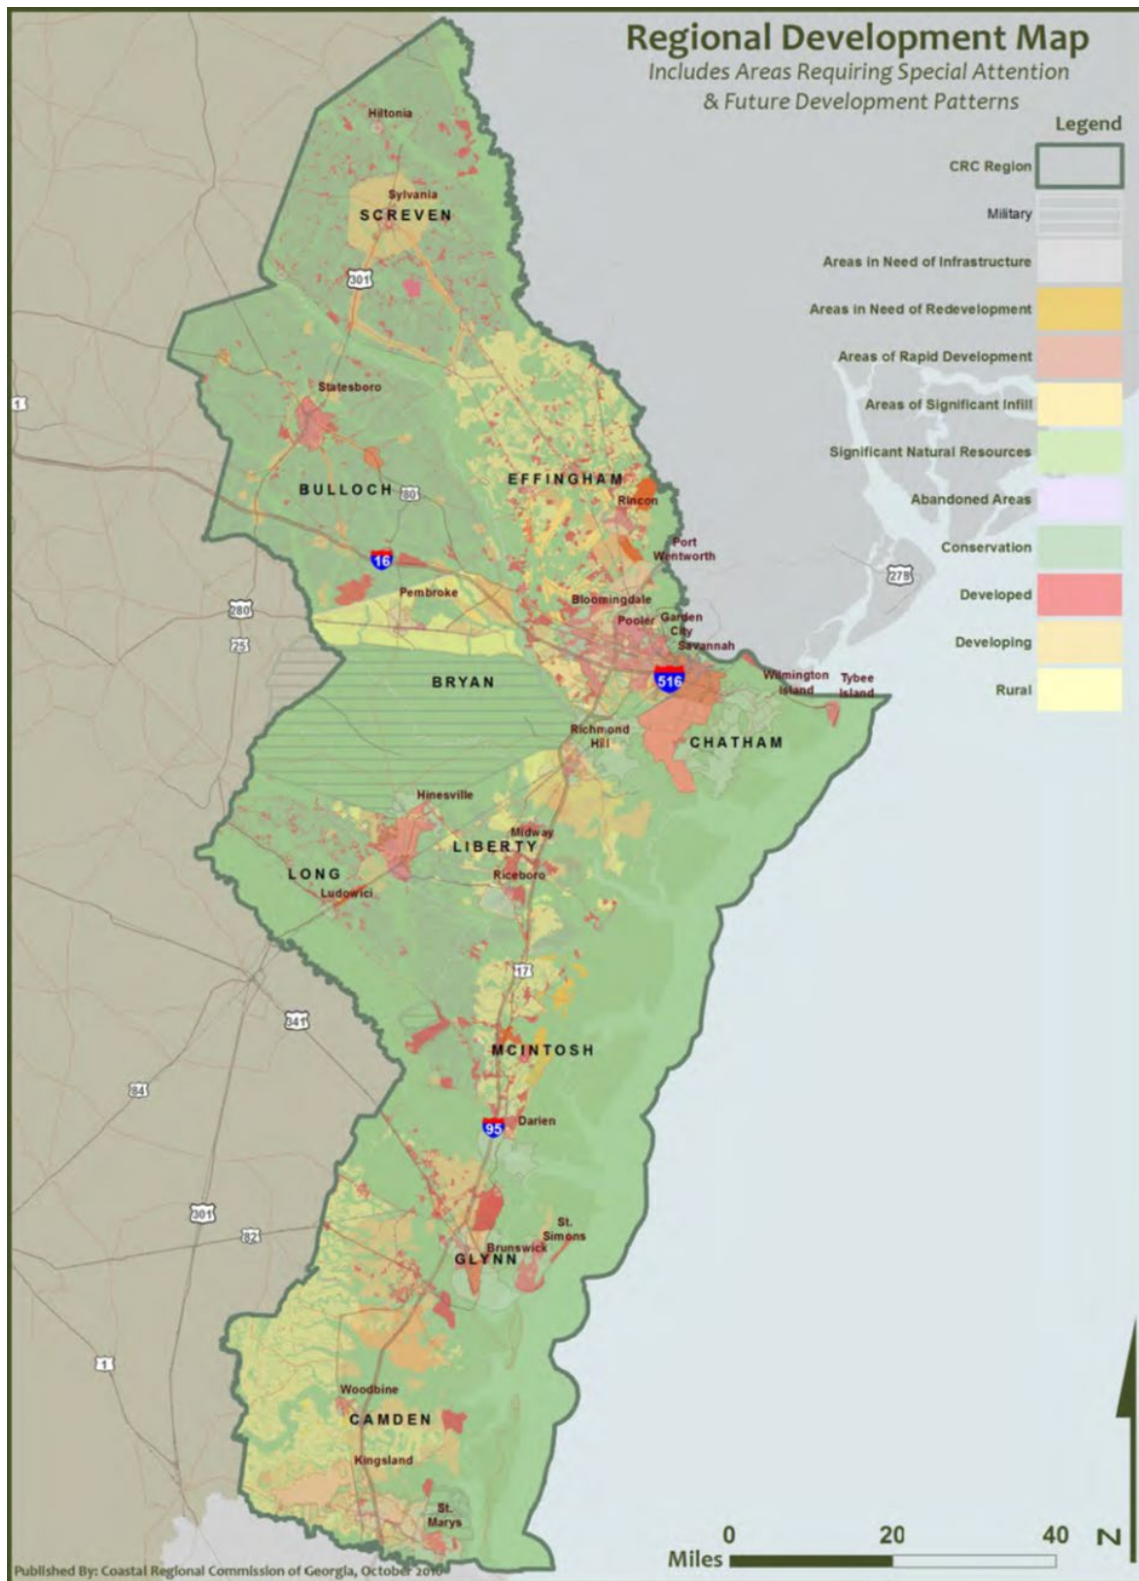 Regional Development Map
Includes Areas Requiring Special Attention
& Future Development Patterns
Legend
CRC Region
Military
Areas in Need of Infrastructure
Areas in Need of Redevelopment
Areas of Rapid Development
Areas of Significant Infill
Significant Natural Resources
Abandoned Areas
Conservation
Developed
Developing
Rural
Hiltonia
Sylvania
SCREVEN
301
Statesboro
1
EFFINGHAM
BULLOCH
80
Rincon
Port
Wentworth
16
278
Pembroke
Bloomingdale
280
Pooler
Garden
City
25
Savannah
BRYAN
516
Wilmington
Island
Tybee
Island
Richmond
Hill
CHATHAM
Hinesville
Midway
LIBERTY
LONG
Riceboro
Ludowici
17
341
MCINTOSH
84
95
Darien
301
82
St.
Simons
Brunswick
GLYNN
1
Woodbine
CAMDEN
Kingsland
St.
Marys
0
20
40
Miles
N
Published By: Coastal Regional Commission of Georgia, October